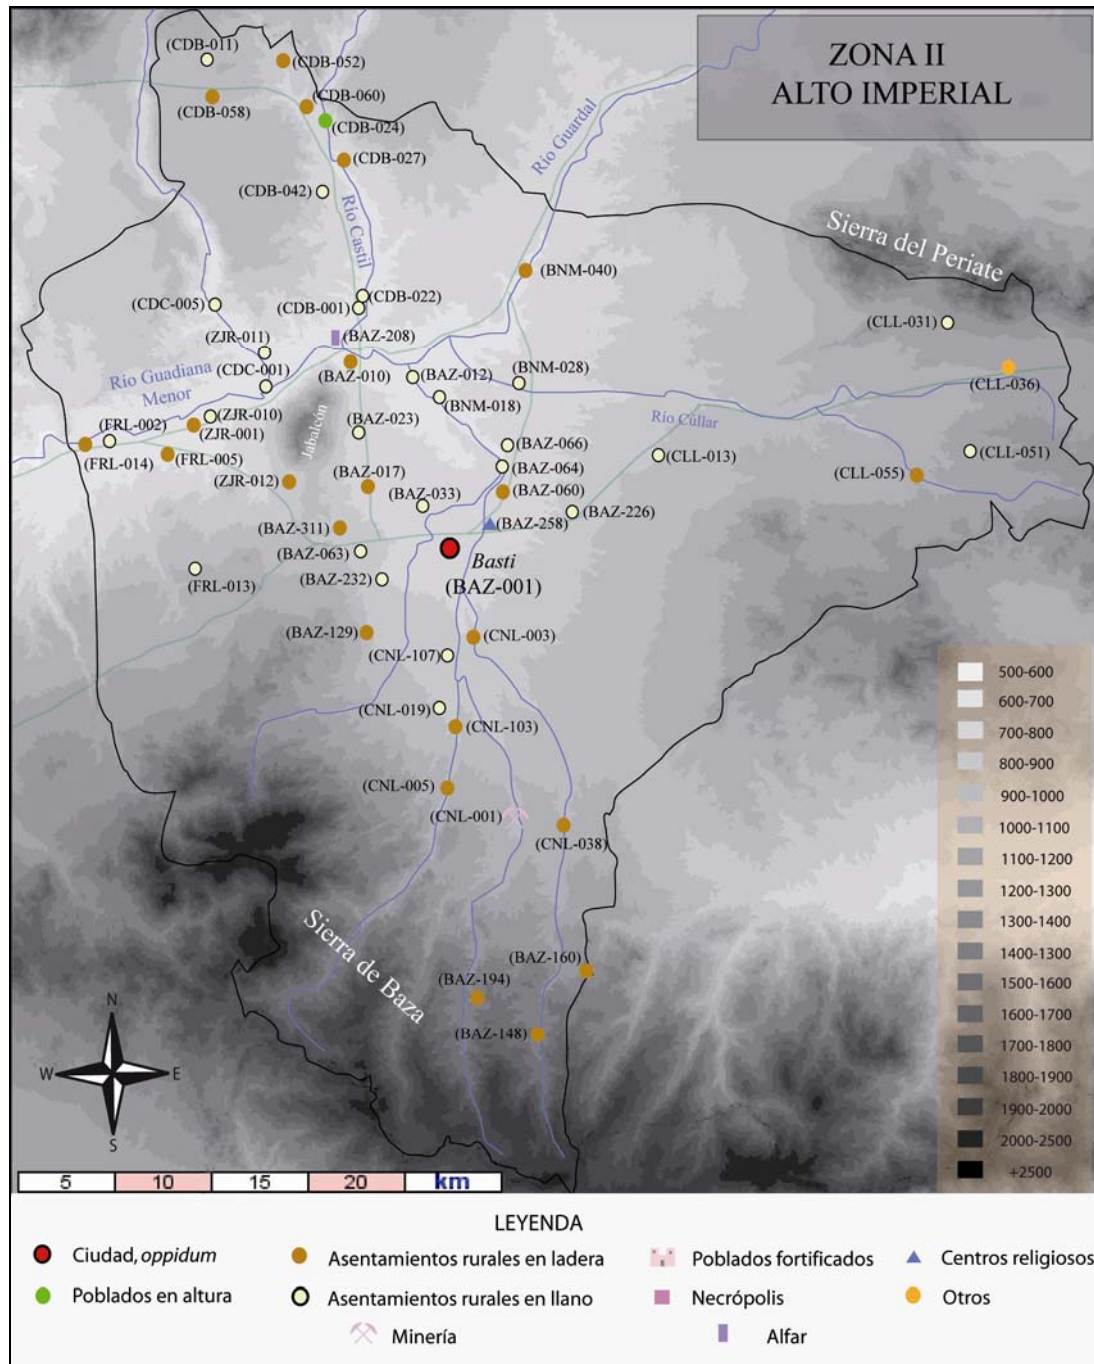 ZONA II
ALTO IMPERIAL
(CDB-011)
(CDB-052)
(CDB-058)
(CDB-060)
(CDB-024)
(CDB-027)
(CDB-042)
Río Guardal
Río Castil
Sierra del Periate
(BNM-040)
(CDC-005)
(CDB-022)
(CDB-001)
(CLL-031)
(ZJR-011)
(BAZ-208)
(CDC-001)
Río Guadiana
Menor
(BAZ-010)
(BAZ-012)
(BNM-028)
(CLL-036)
(BNM-018)
(ZJR-010)
(FRL-002)
(ZJR-001)
(BAZ-023)
Río Cúllar
Jabalcón
(FRL-014)
(FRL-005)
(BAZ-066)
(BAZ-064)
(CLL-013)
(CLL-051)
(CLL-055)
(ZJR-012)
(BAZ-017)
(BAZ-060)
(BAZ-033)
(BAZ-258)
(BAZ-226)
(BAZ-311)
(BAZ-063)
(FRL-013)
(BAZ-232)
Basti
(BAZ-001)
(BAZ-129)
(CNL-003)
(CNL-107)
(CNL-019)
(CNL-103)
(CNL-005)
(CNL-001)
(CNL-038)
Sierra de Baza
(BAZ-160)
(BAZ-194)
(BAZ-148)
500-600
600-700
700-800
800-900
900-1000
1000-1100
1100-1200
1200-1300
1300-1400
1400-1300
1500-1600
1600-1700
1700-1800
1800-1900
1900-2000
2000-2500
+2500
N
W
E
S
5 10 15 20 km
LEYENDA
Ciudad, oppidum
Asentamientos rurales en ladera
Poblados fortificados
Centros religiosos
Poblados en altura
Asentamientos rurales en llano
Necrópolis
Otros
Minería
Alfar